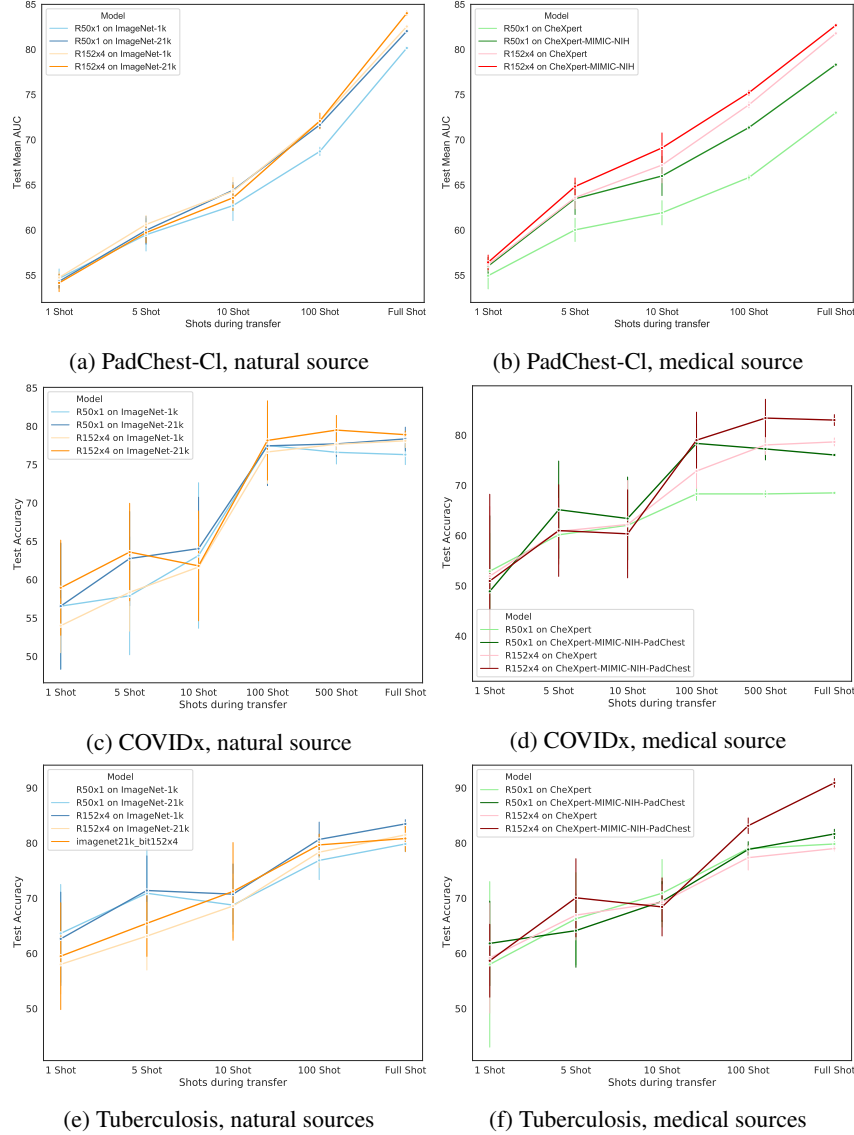 85
80
75
70
65
60
55
Test Mean AUC
Model
R50x1 on ImageNet-1k
R50x1 on ImageNet-21k
R152x4 on ImageNet-1k
R152x4 on ImageNet-21k
1 Shot 5 Shot 10 Shot 100 Shot Full Shot
Shots during transfer
(a) PadChest-Cl, natural source
85
80
75
70
65
60
55
Test Mean AUC
Model
R50x1 on CheXpert
R50x1 on CheXpert-MIMIC-NIH
R152x4 on CheXpert
R152x4 on CheXpert-MIMIC-NIH
1 Shot 5 Shot 10 Shot 100 Shot Full Shot
Shots during transfer
(b) PadChest-Cl, medical source
85
80
75
70
65
60
55
50
Test Accuracy
Model
R50x1 on ImageNet-1k
R50x1 on ImageNet-21k
R152x4 on ImageNet-1k
R152x4 on ImageNet-21k
1 Shot 5 Shot 10 Shot 100 Shot 500 Shot Full Shot
Shots during transfer
(c) COVIDx, natural source
80
70
60
50
40
Test Accuracy
Model
R50x1 on CheXpert
R50x1 on CheXpert-MIMIC-NIH-PadChest
R152x4 on CheXpert
R152x4 on CheXpert-MIMIC-NIH-PadChest
1 Shot 5 Shot 10 Shot 100 Shot 500 Shot Full Shot
Shots during transfer
(d) COVIDx, medical source
90
80
70
60
50
Test Accuracy
Model
R50x1 on ImageNet-1k
R50x1 on ImageNet-21k
R152x4 on ImageNet-1k
R152x4 on ImageNet-21k
imagenet21k_bit152x4
1 Shot 5 Shot 10 Shot 100 Shot Full Shot
Shots during transfer
(e) Tuberculosis, natural sources
90
80
70
60
50
Test Accuracy
Model
R50x1 on CheXpert
R50x1 on CheXpert-MIMIC-NIH-PadChest
R152x4 on CheXpert
R152x4 on CheXpert-MIMIC-NIH-PadChest
1 Shot 5 Shot 10 Shot 100 Shot Full Shot
Shots during transfer
(f) Tuberculosis, medical sources